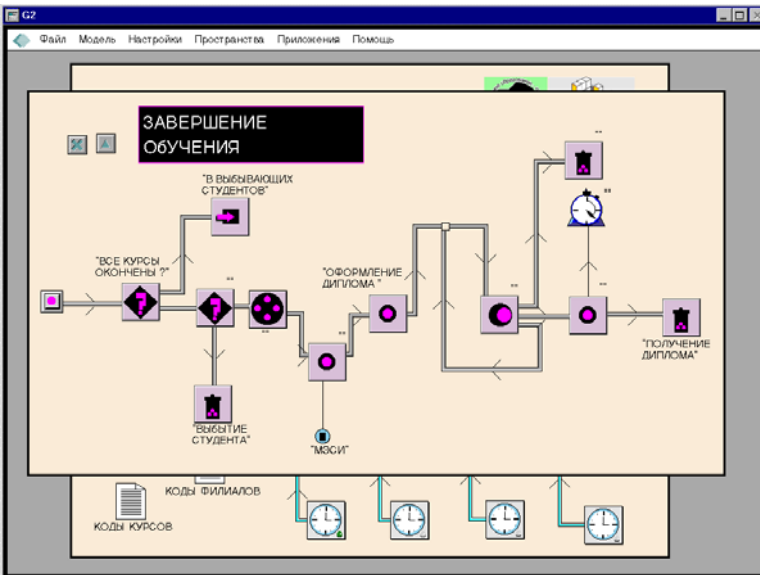 G2
Файл Модель Настройки Пространства Приложения Помощь
ЗАВЕРШЕНИЕ
ОБУЧЕНИЯ
"В ВЫБЫВАЮЩИХ
СТУДЕНТОВ"
"ВСЕ КУРСЫ
ОКОНЧЕНЫ ?"
"ОФОРМЛЕНИЕ
ДИПЛОМА "
"ПОЛУЧЕНИЕ
ДИПЛОМА"
"ВЫБЫТИЕ
СТУДЕНТА"
"МЭСИ"
КОДЫ ФИЛИАЛОВ
КОДЫ КУРСОВ